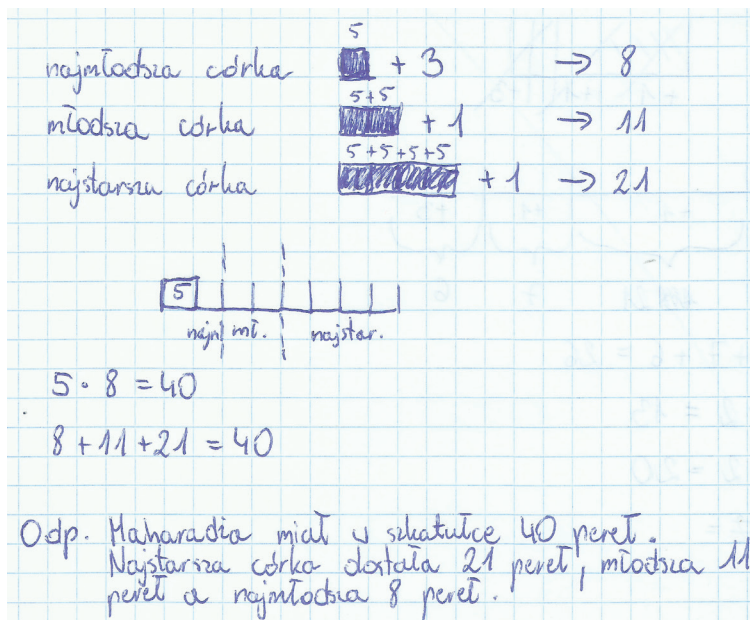 5
najmłodsza córka + 3 → 8
5+5
młodsza córka + 1 → 11
5+5+5+5
najstarsza córka + 1 → 21
5
najm mł. najstar.
5 · 8 = 40
8 + 11 + 21 = 40
Odp. Maharadża miał w szkatułce 40 pereł.
Najstarsza córka dostała 21 pereł, młodsza 11
pereł a najmłodsza 8 pereł.